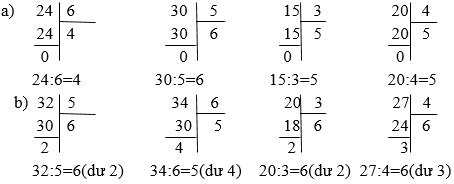 a) 24 6 30 5 15 3 20 4
24 4 30 6 15 5 20 5
0 0 0 0
24:6=4 30:5=6 15:3=5 20:4=5
b) 32 5 34 6 20 3 27 4
30 6 30 5 18 6 24 6
2 4 2 3
32:5=6(dư 2) 34:6=5(dư 4) 20:3=6(dư 2) 27:4=6(dư 3)